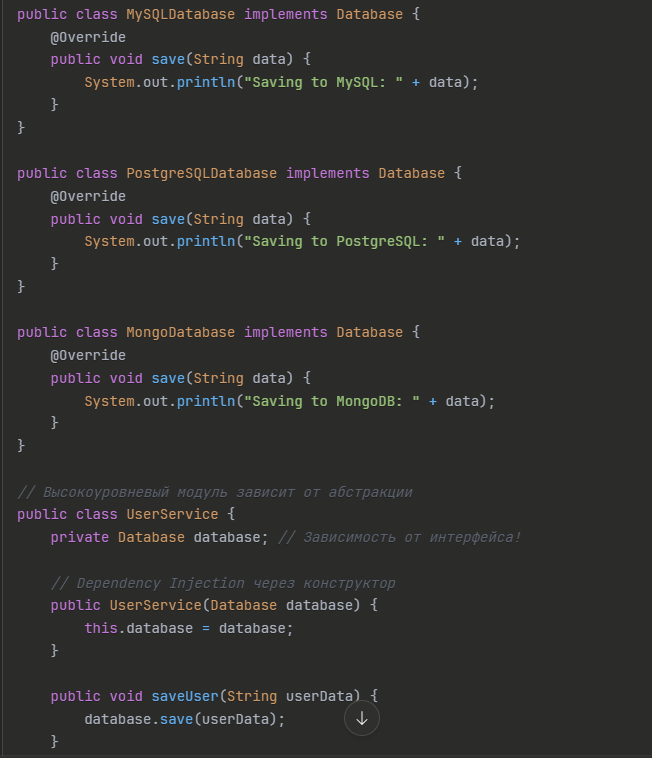 public class MySQLDatabase implements Database {
    @Override
    public void save(String data) {
        System.out.println("Saving to MySQL: " + data);
    }
}

public class PostgreSQLDatabase implements Database {
    @Override
    public void save(String data) {
        System.out.println("Saving to PostgreSQL: " + data);
    }
}

public class MongoDatabase implements Database {
    @Override
    public void save(String data) {
        System.out.println("Saving to MongoDB: " + data);
    }
}

// Высокоуровневый модуль зависит от абстракции
public class UserService {
    private Database database; // Зависимость от интерфейса!

    // Dependency Injection через конструктор
    public UserService(Database database) {
        this.database = database;
    }

    public void saveUser(String userData) {
        database.save(userData);
    }